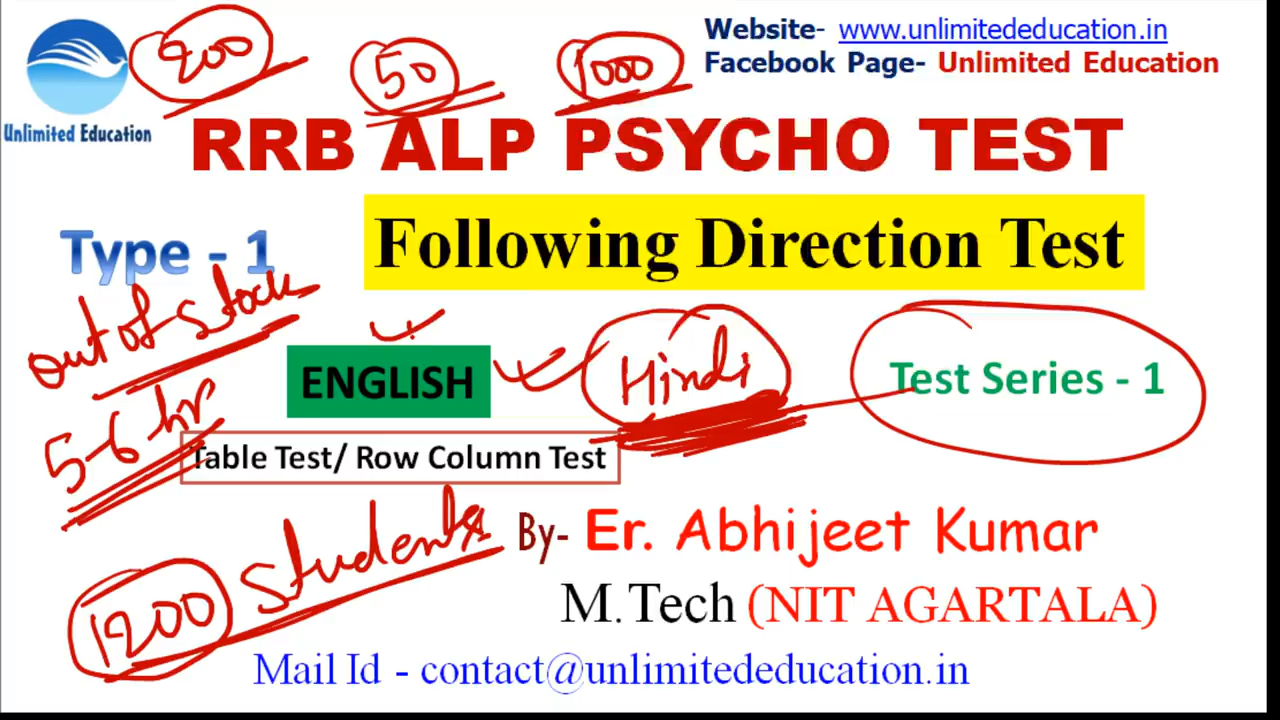 Website- www.unlimitededucation.in
Facebook Page- Unlimited Education
200 50 1000
Unlimited Education
RRB ALP PSYCHO TEST
Type - 1
Following Direction Test
out of stock
ENGLISH
Hindi
Test Series - 1
5-6 hr
Table Test/ Row Column Test
1200 students
By- Er. Abhijeet Kumar
M.Tech (NIT AGARTALA)
Mail Id - contact@unlimitededucation.in